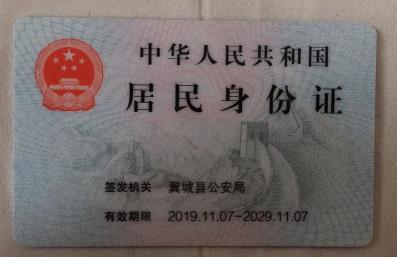 中华人民共和国
居民身份证
签发机关 翼城县公安局
有效期限 2019.11.07-2029.11.07